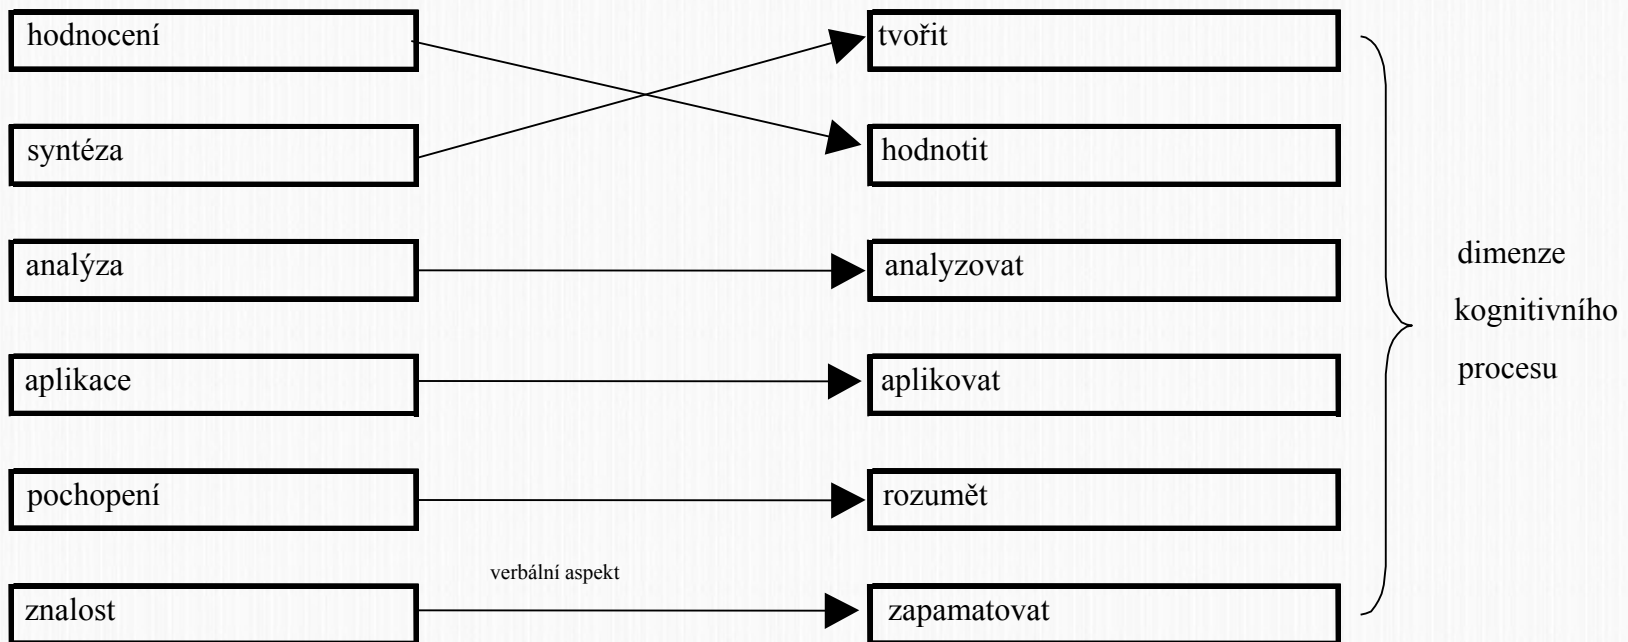 hodnocení
tvořit
syntéza
hodnotit
analýza
analyzovat
aplikace
aplikovat
pochopení
rozumět
verbální aspekt
znalost
zapamatovat
dimenze
kognitivního
procesu